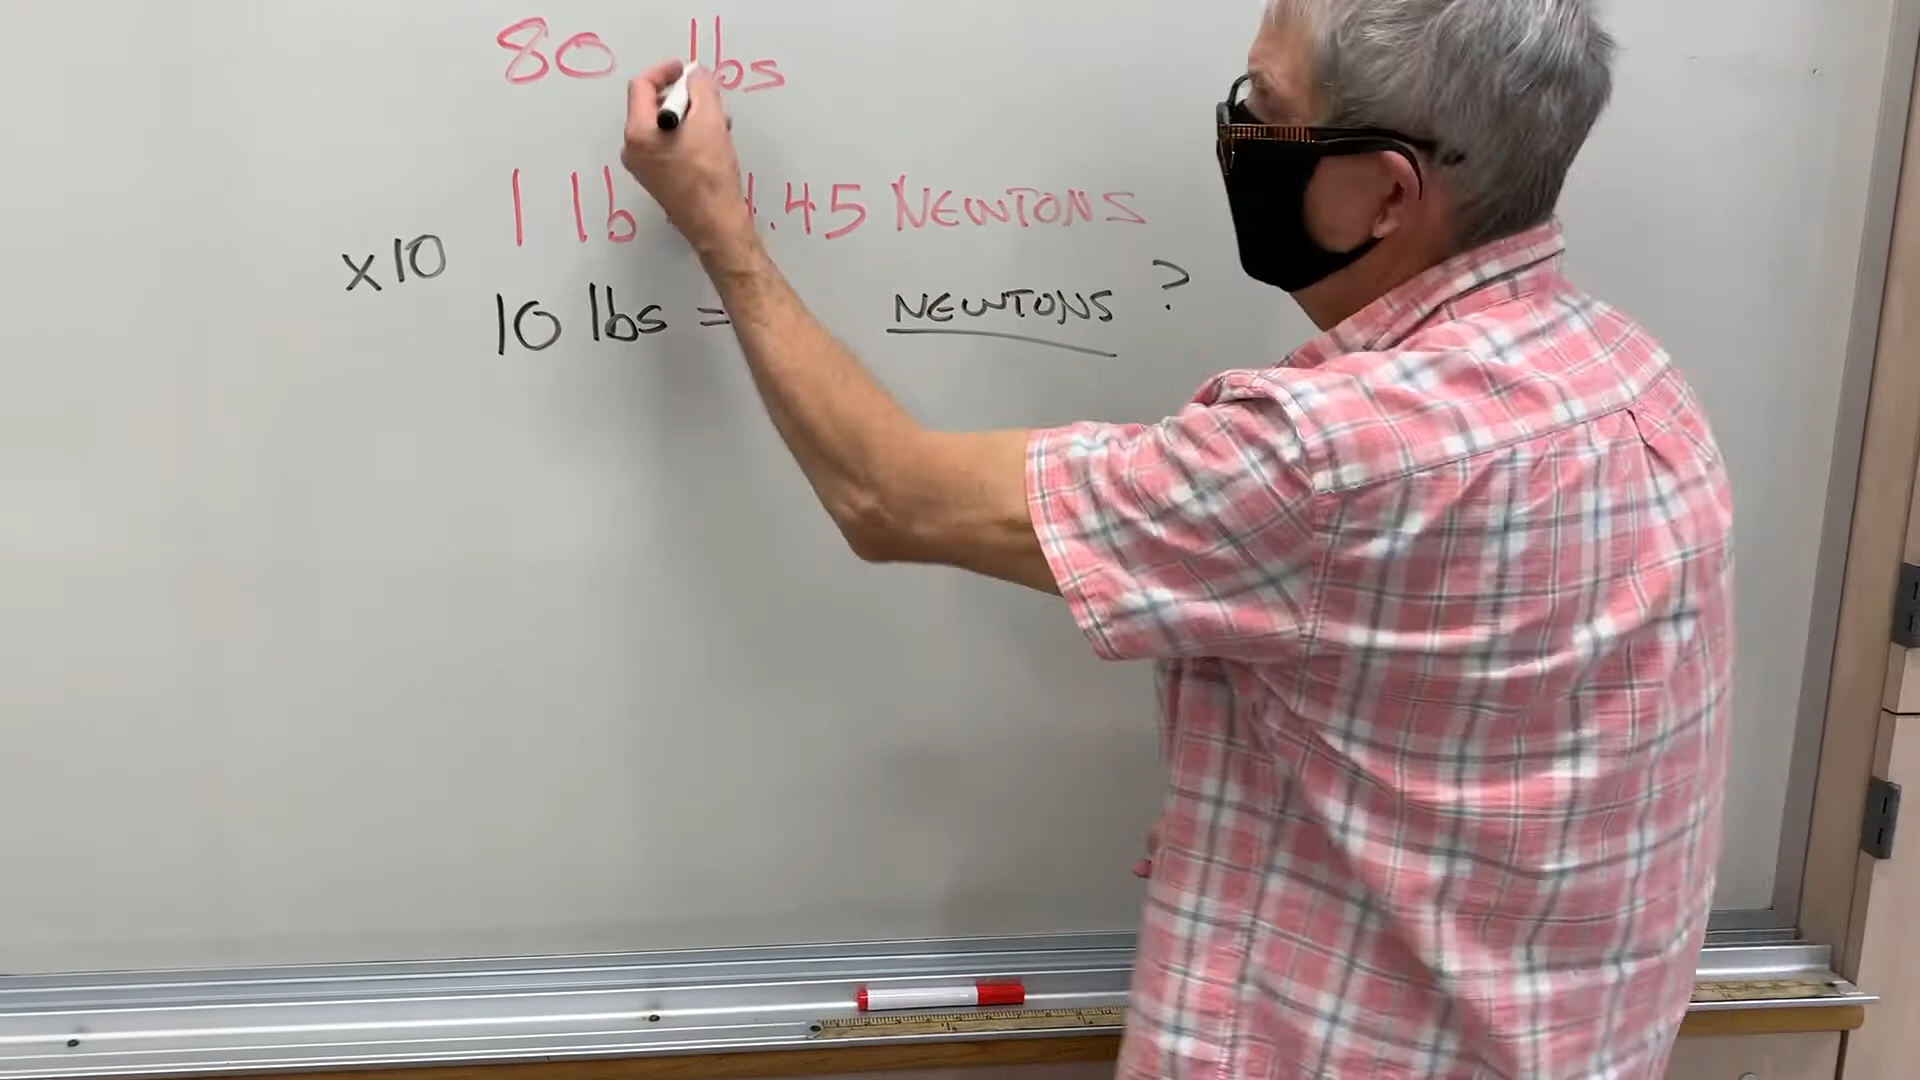 80 lbs
1 lb .45 NEWTONS
x10
10 lbs = NEWTONS ?